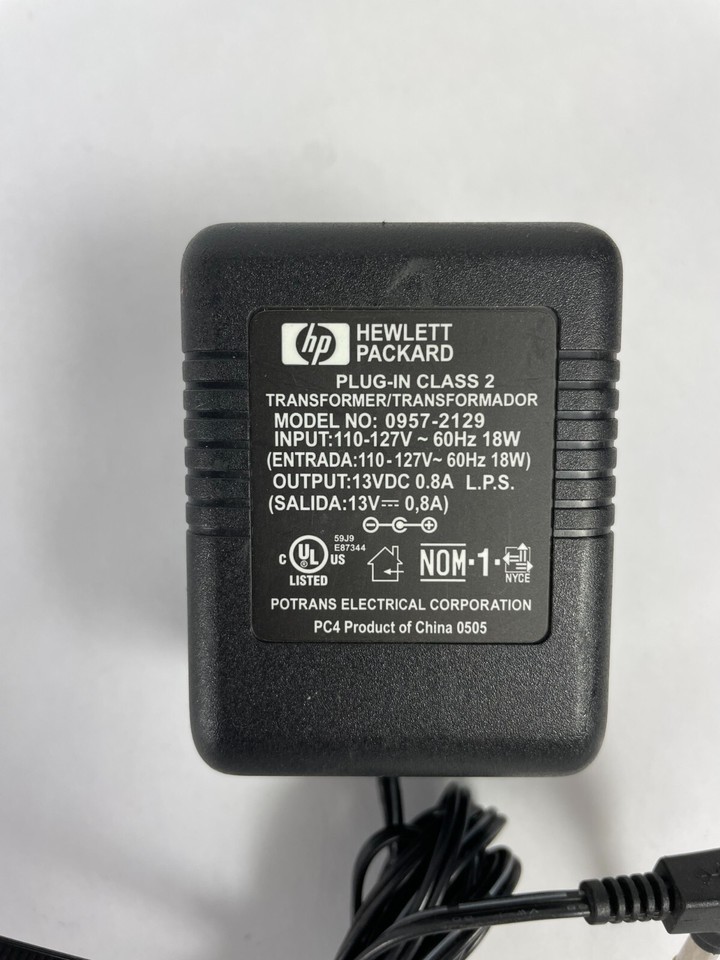 hp HEWLETT
PACKARD
PLUG-IN CLASS 2
TRANSFORMER/TRANSFORMADOR
MODEL NO: 0957-2129
INPUT:110-127V ~ 60Hz 18W
(ENTRADA:110-127V~ 60Hz 18W)
OUTPUT:13VDC 0.8A L.P.S.
(SALIDA:13V⎓ 0,8A)
59J9
E87344
C UL US
LISTED
NOM-1-
NYCE
POTRANS ELECTRICAL CORPORATION
PC4 Product of China 0505